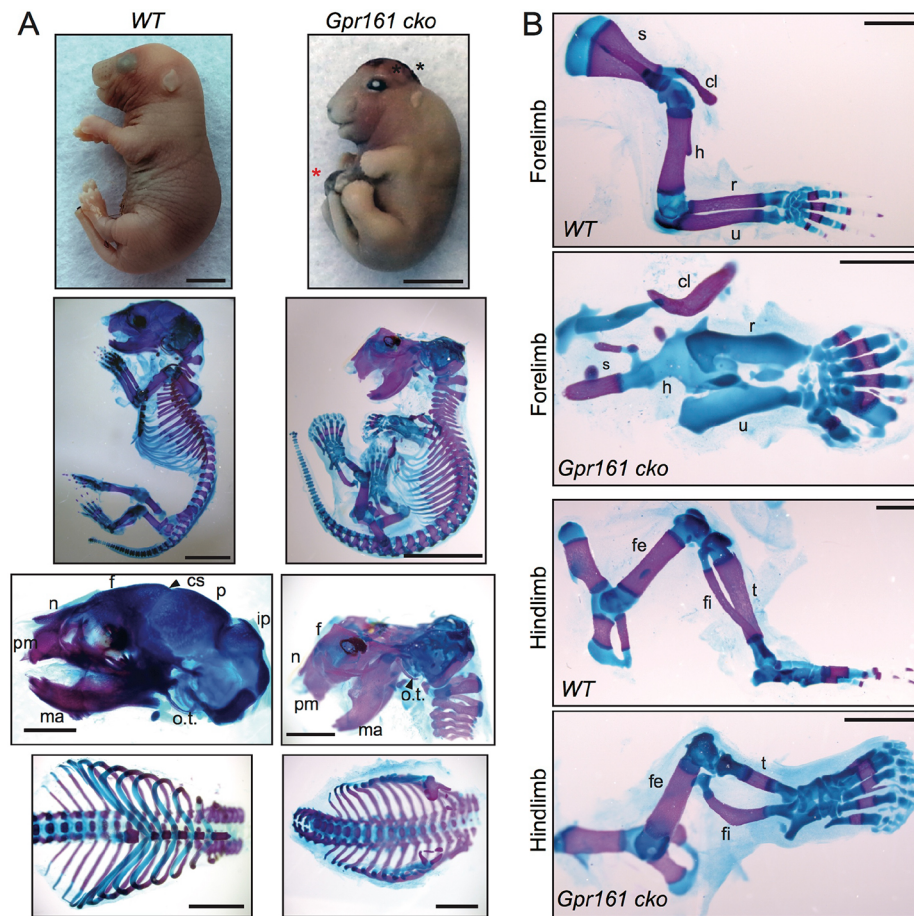 A
WT
Gpr161 cko
*
*
*
f
cs
p
n
ip
pm
ma
o.t.
f
n
pm
o.t.
ma
B
Forelimb
s
cl
h
r
u
WT
Forelimb
cl
r
s
h
u
Gpr161 cko
Hindlimb
fe
fi
t
WT
Hindlimb
fe
t
fi
Gpr161 cko